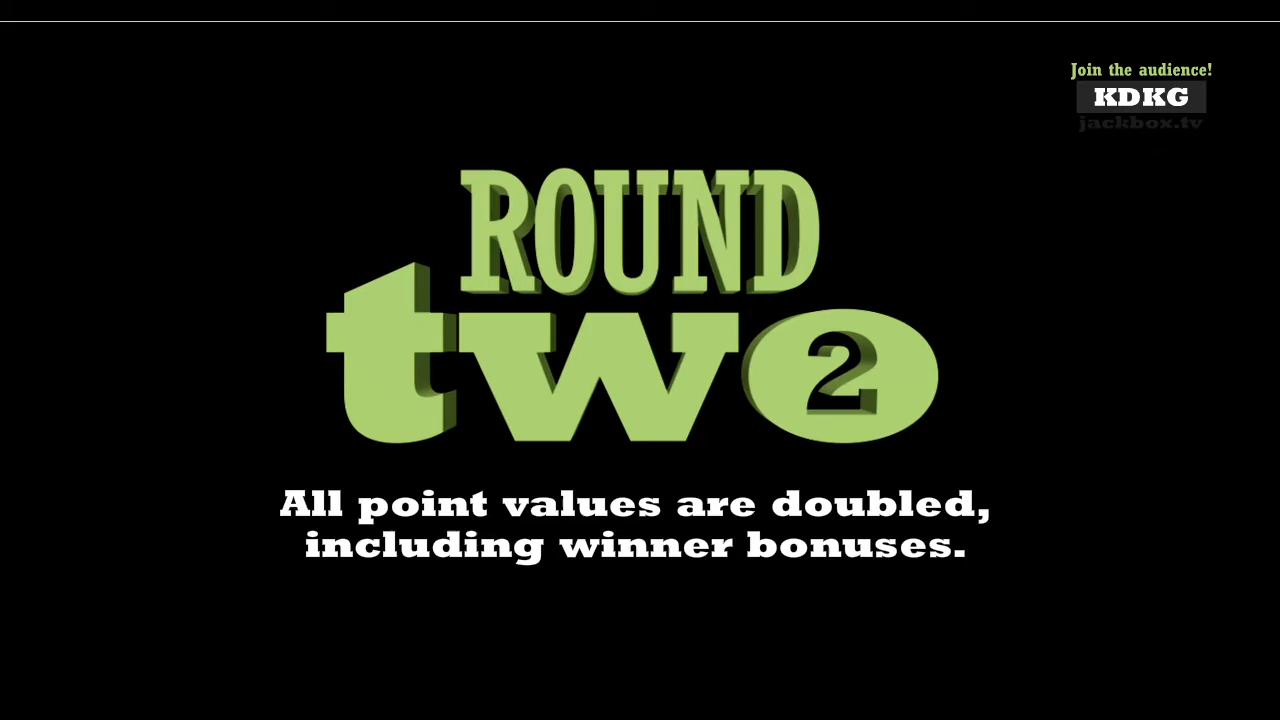 Join the audience!
KDKG
jackbox.tv
ROUND
two
2
All point values are doubled,
including winner bonuses.